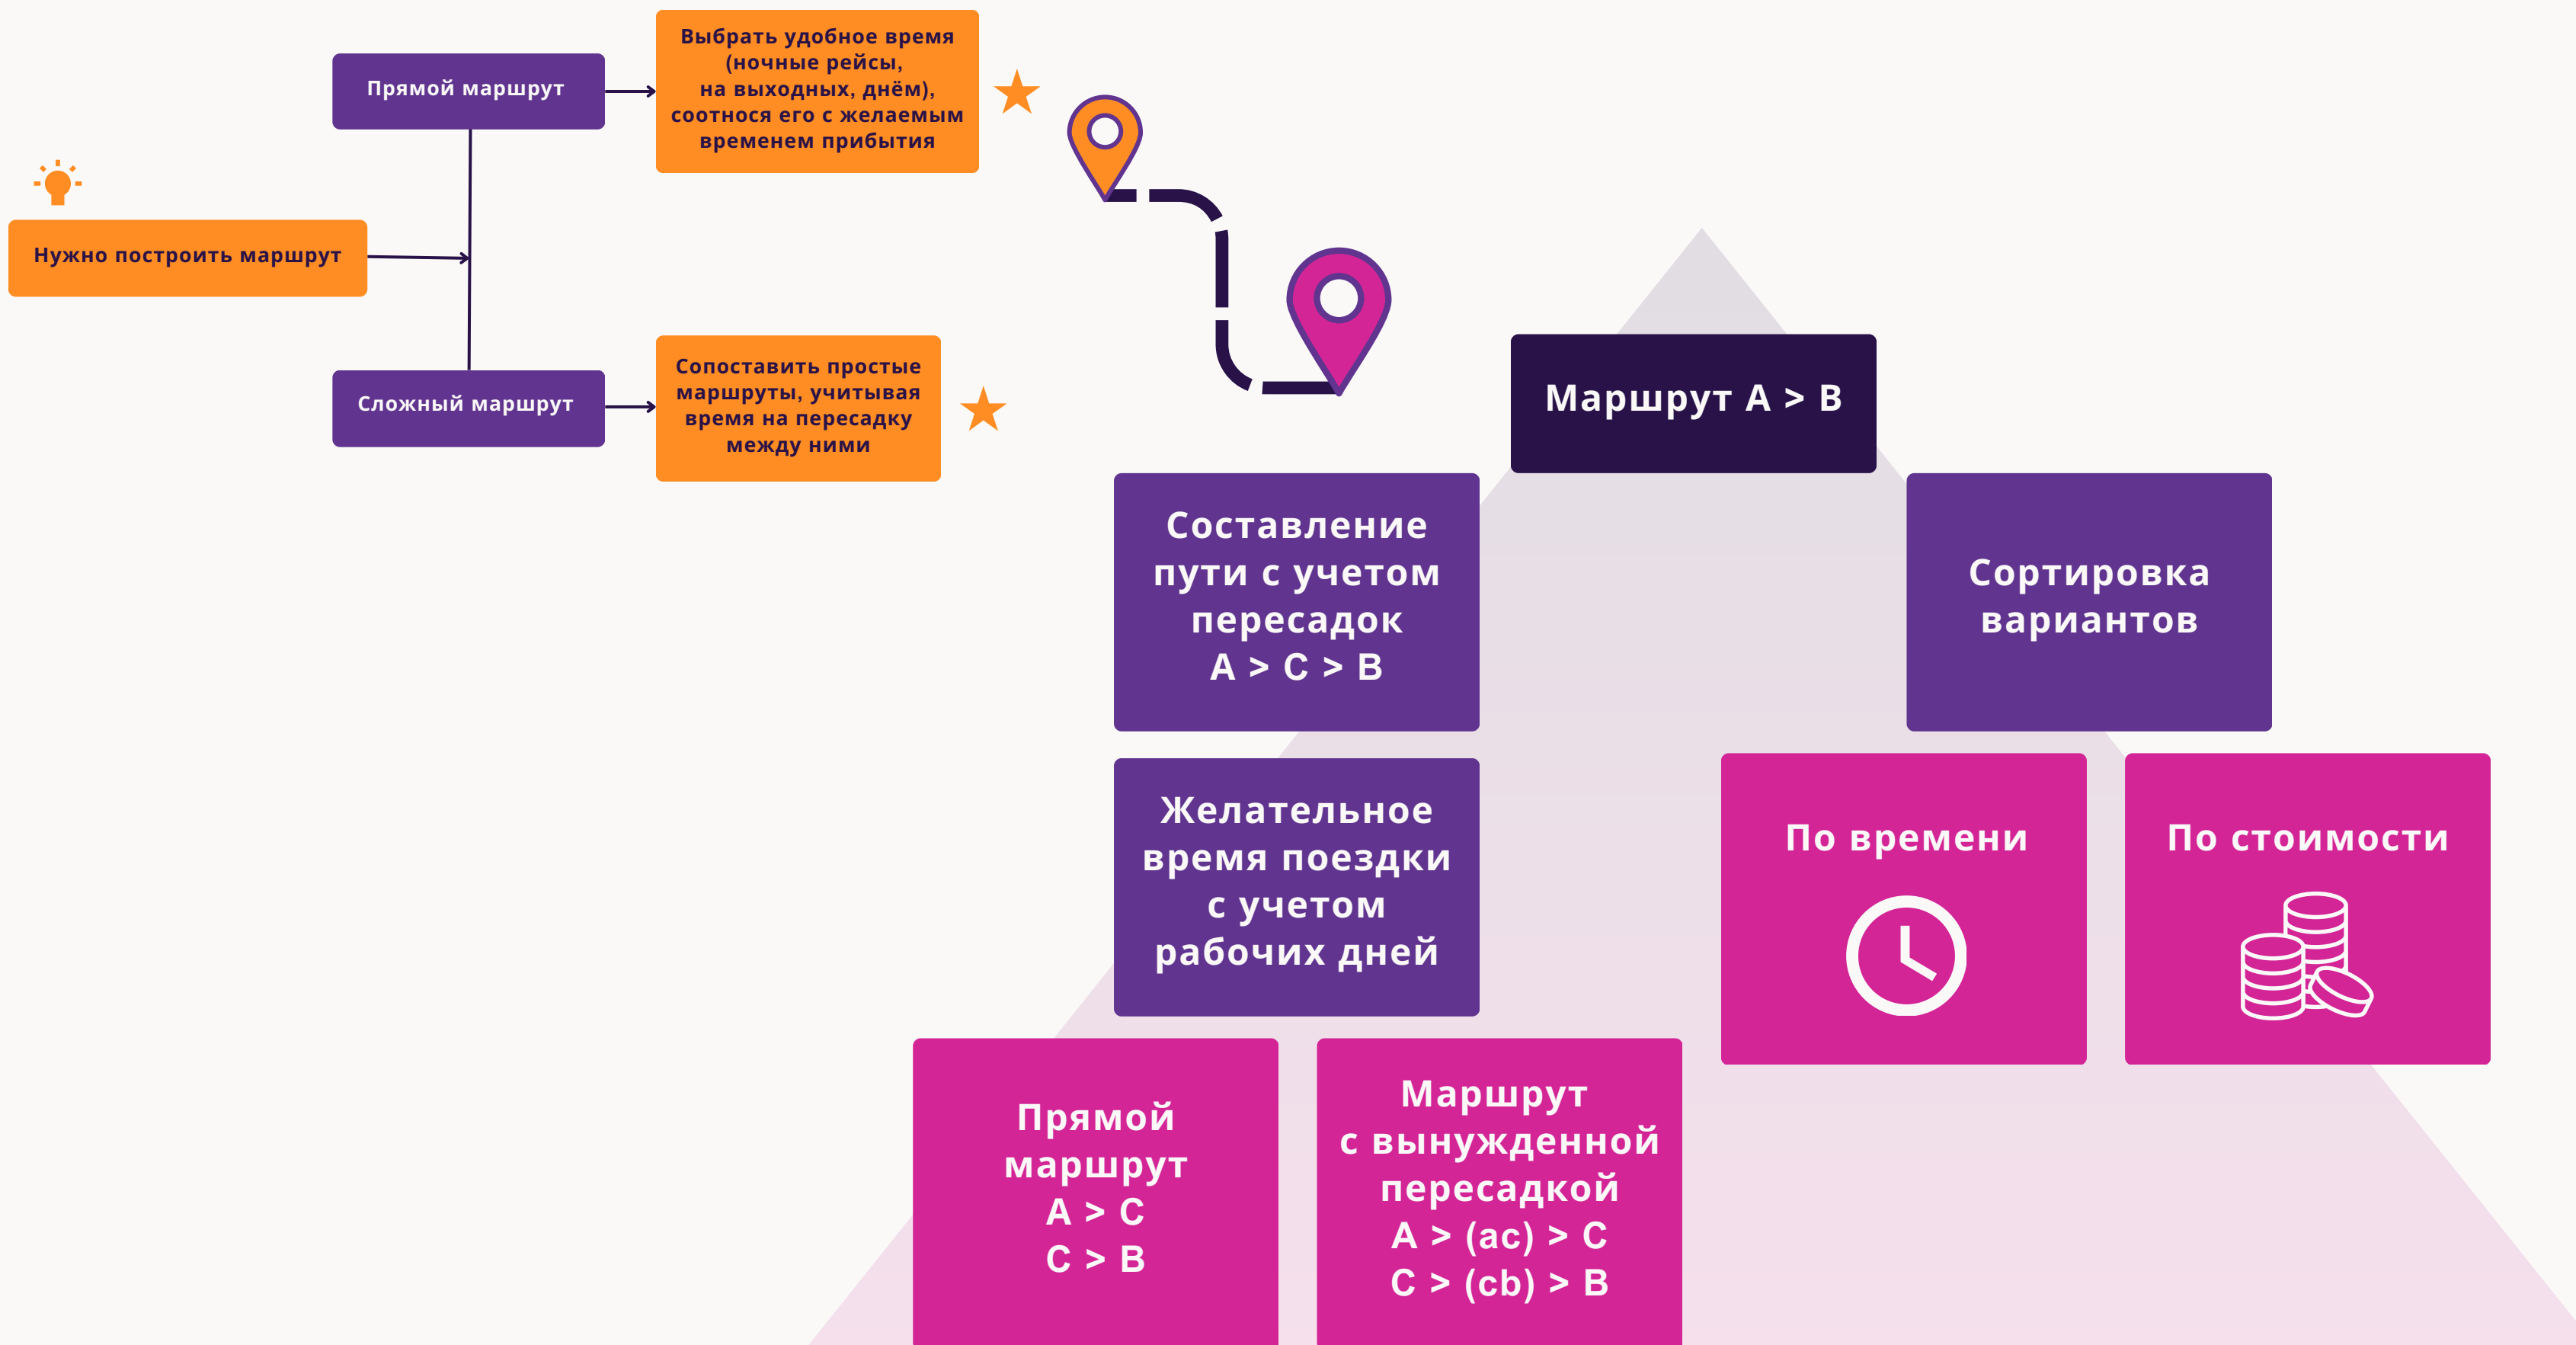 Выбрать удобное время
(ночные рейсы,
на выходных, днём),
соотнося его с желаемым
временем прибытия
Прямой маршрут
Нужно построить маршрут
Сложный маршрут
Сопоставить простые
маршруты, учитывая
время на пересадку
между ними
Маршрут A > B
Составление
пути с учетом
пересадок
A > C > B
Сортировка
вариантов
Желательное
время поездки
с учетом
рабочих дней
По времени
По стоимости
Прямой
маршрут
A > C
C > B
Маршрут
с вынужденной
пересадкой
A > (ac) > C
C > (cb) > B